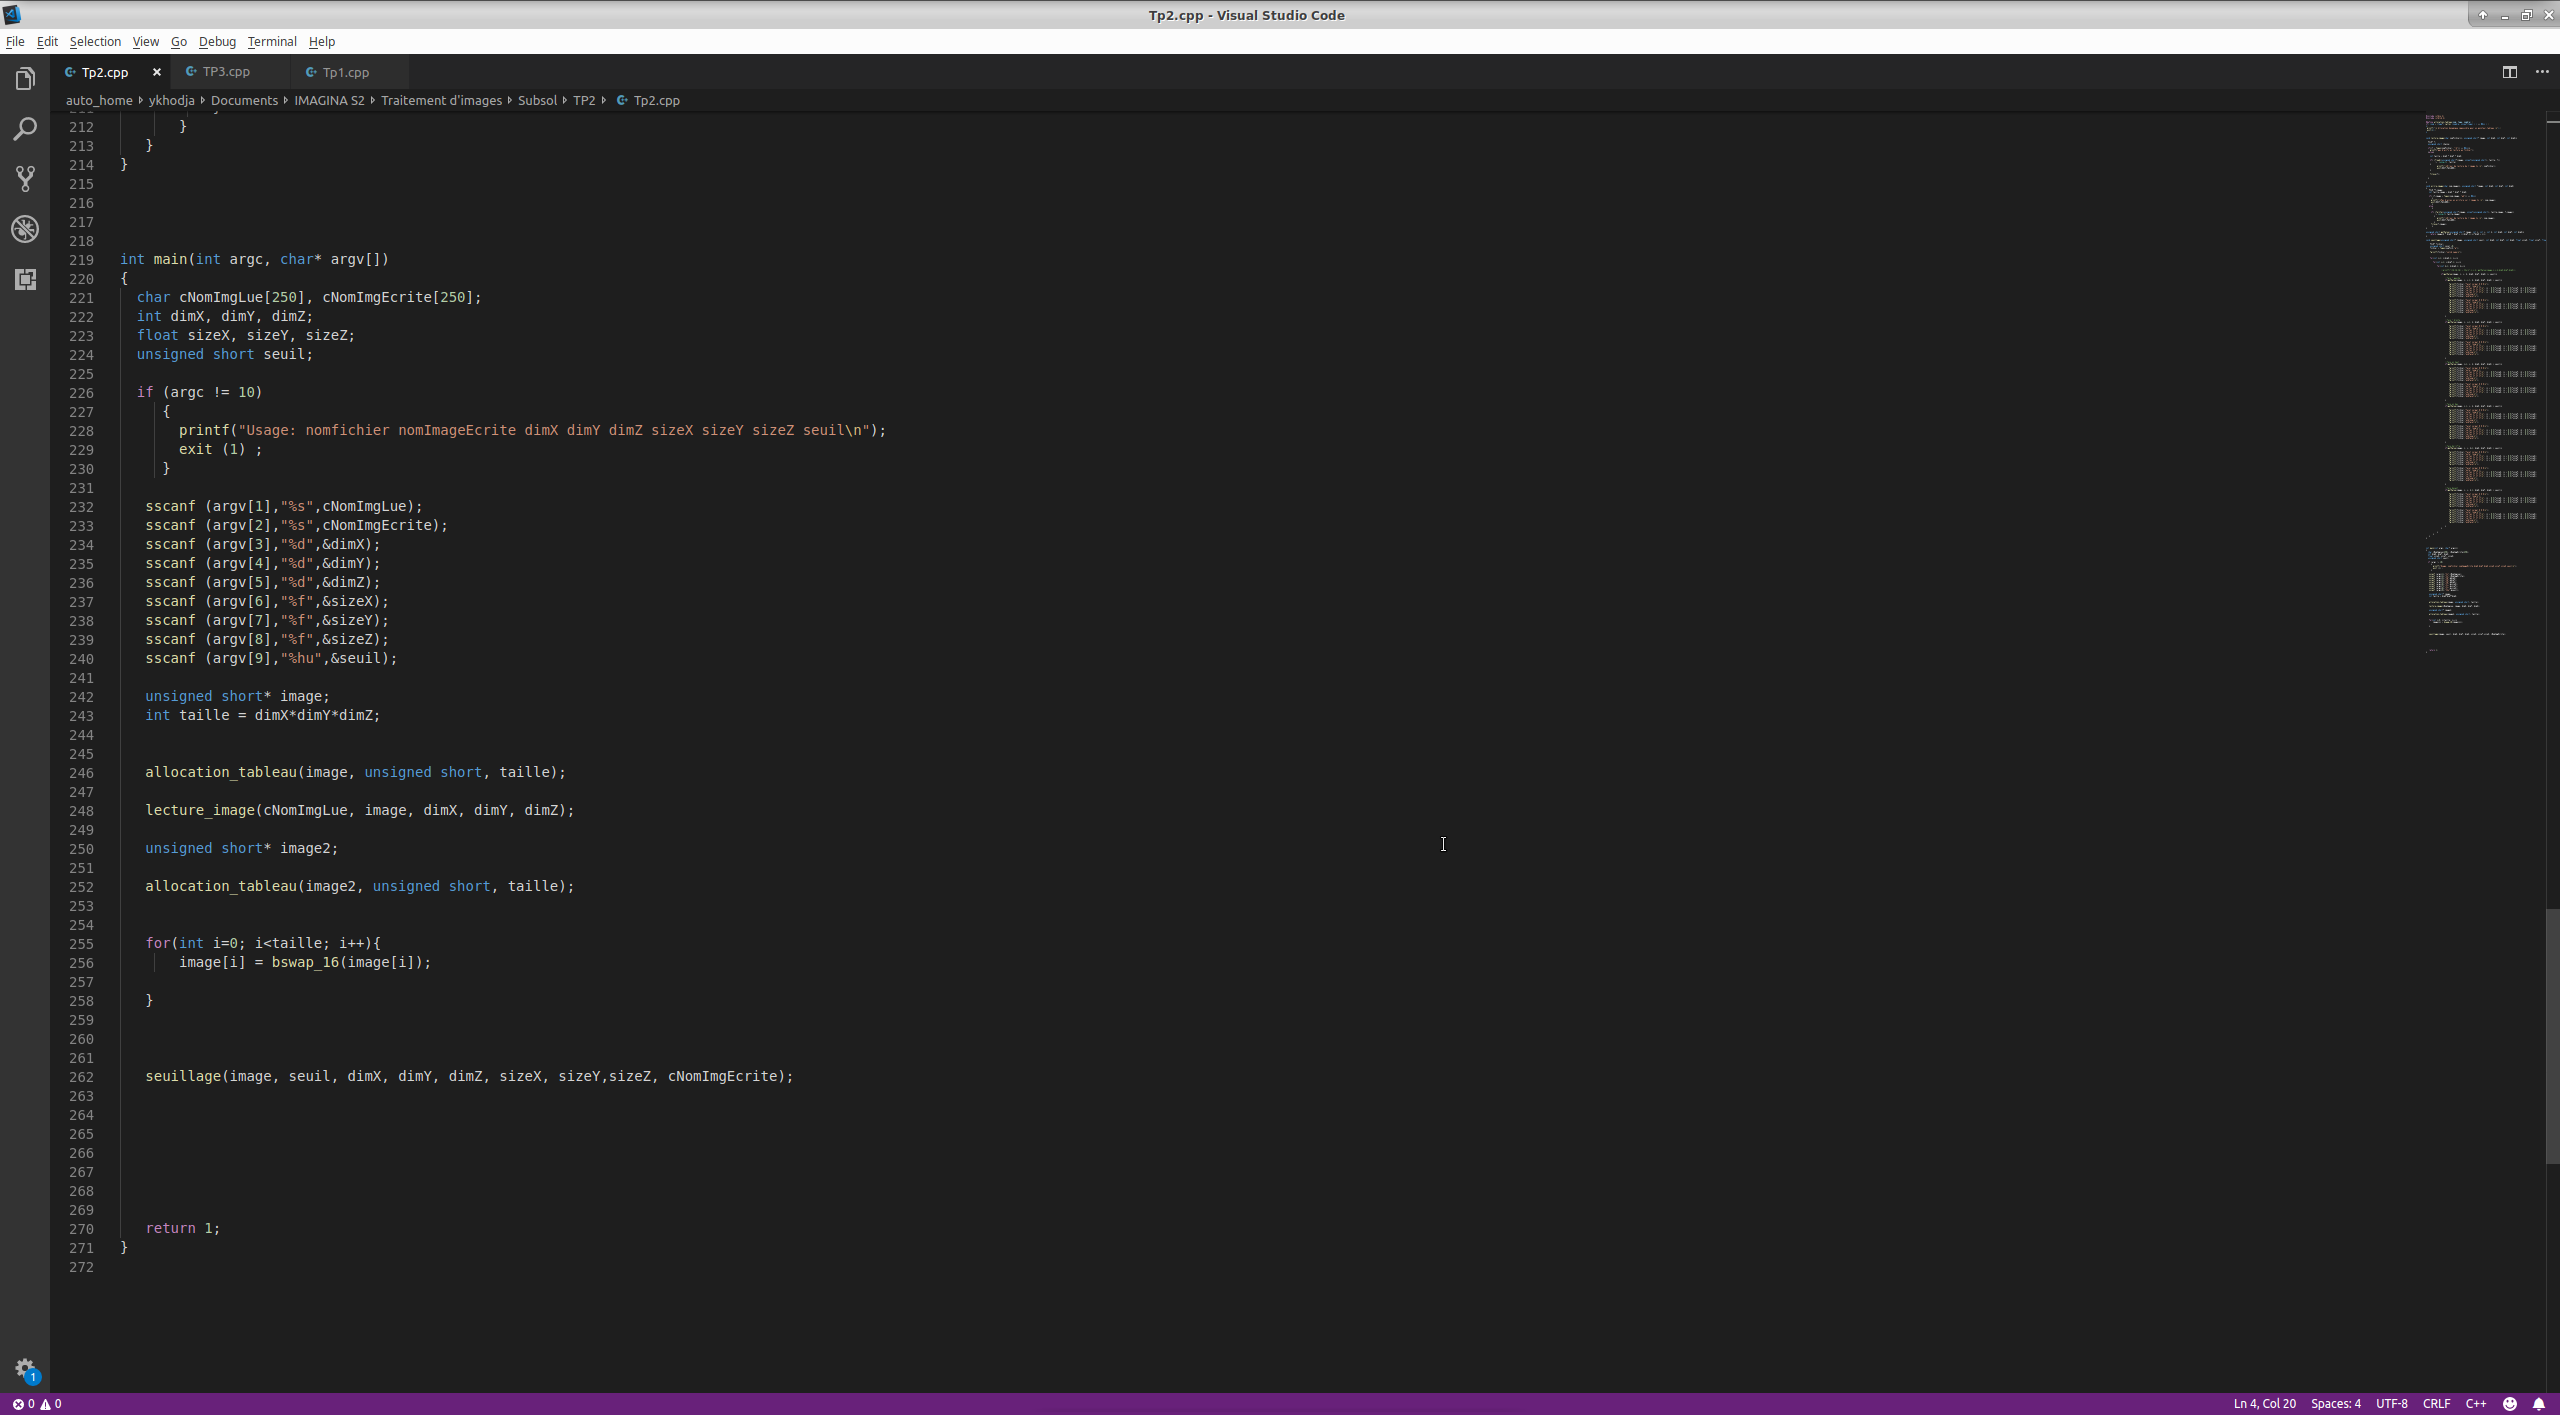 Tp2.cpp - Visual Studio Code
File Edit Selection View Go Debug Terminal Help
Tp2.cpp TP3.cpp Tp1.cpp
auto_home ykhodja Documents IMAGINA S2 Traitement d'images Subsol TP2 Tp2.cpp
212 }
213 }
214 }
215
216
217
218
219 int main(int argc, char* argv[])
220 {
221 char cNomImgLue[250], cNomImgEcrite[250];
222 int dimX, dimY, dimZ;
223 float sizeX, sizeY, sizeZ;
224 unsigned short seuil;
225
226 if (argc != 10)
227 {
228 printf("Usage: nomfichier nomImageEcrite dimX dimY dimZ sizeX sizeY sizeZ seuil\n");
229 exit (1) ;
230 }
231
232 sscanf (argv[1],"%s",cNomImgLue);
233 sscanf (argv[2],"%s",cNomImgEcrite);
234 sscanf (argv[3],"%d",&dimX);
235 sscanf (argv[4],"%d",&dimY);
236 sscanf (argv[5],"%d",&dimZ);
237 sscanf (argv[6],"%f",&sizeX);
238 sscanf (argv[7],"%f",&sizeY);
239 sscanf (argv[8],"%f",&sizeZ);
240 sscanf (argv[9],"%hu",&seuil);
241
242 unsigned short* image;
243 int taille = dimX*dimY*dimZ;
244
245
246 allocation_tableau(image, unsigned short, taille);
247
248 lecture_image(cNomImgLue, image, dimX, dimY, dimZ);
249
250 unsigned short* image2;
251
252 allocation_tableau(image2, unsigned short, taille);
253
254
255 for(int i=0; i<taille; i++){
256 image[i] = bswap_16(image[i]);
257
258 }
259
260
261
262 seuillage(image, seuil, dimX, dimY, dimZ, sizeX, sizeY,sizeZ, cNomImgEcrite);
263
264
265
266
267
268
269
270 return 1;
271 }
272
1
0 0 Ln 4, Col 20 Spaces: 4 UTF-8 CRLF C++